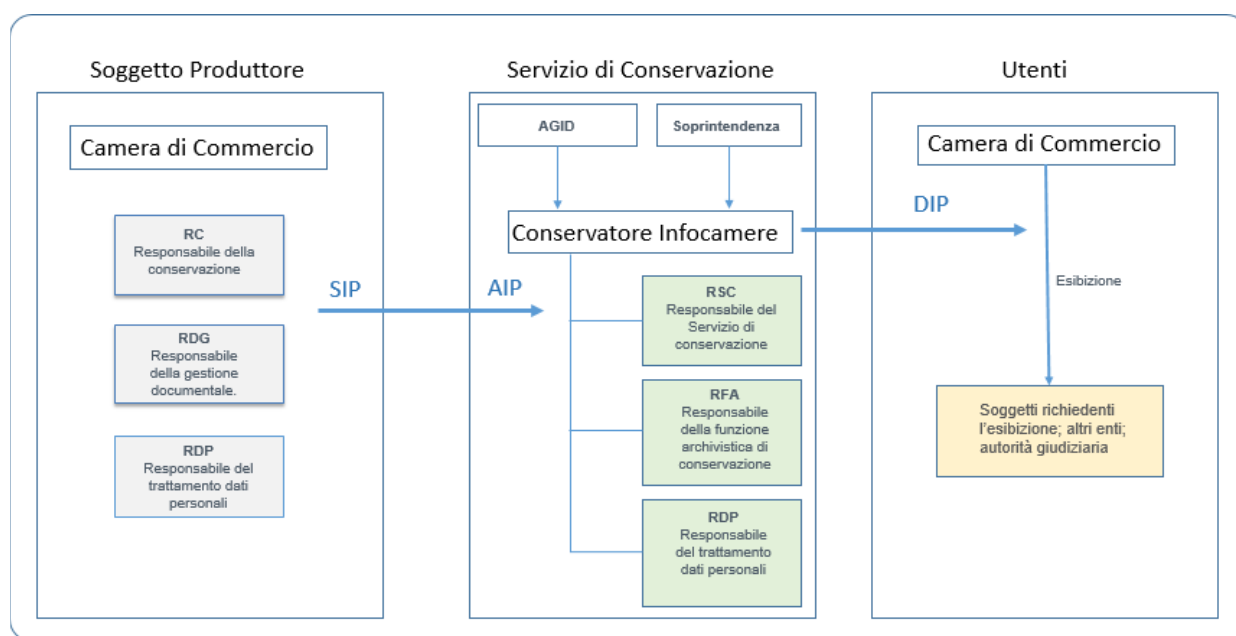 Soggetto Produttore
Camera di Commercio
RC
Responsabile della
conservazione
RDG
Responsabile
della gestione
documentale.
RDP
Responsabile del
trattamento dati
personali
SIP
Servizio di Conservazione
AGID
Soprintendenza
Conservatore Infocamere
AIP
RSC
Responsabile del
Servizio di
conservazione
RFA
Responsabile
della funzione
archivistica di
conservazione
RDP
Responsabile
del trattamento
dati personali
DIP
Utenti
Camera di Commercio
Esibizione
Soggetti richiedenti
l'esibizione; altri enti;
autorità giudiziaria